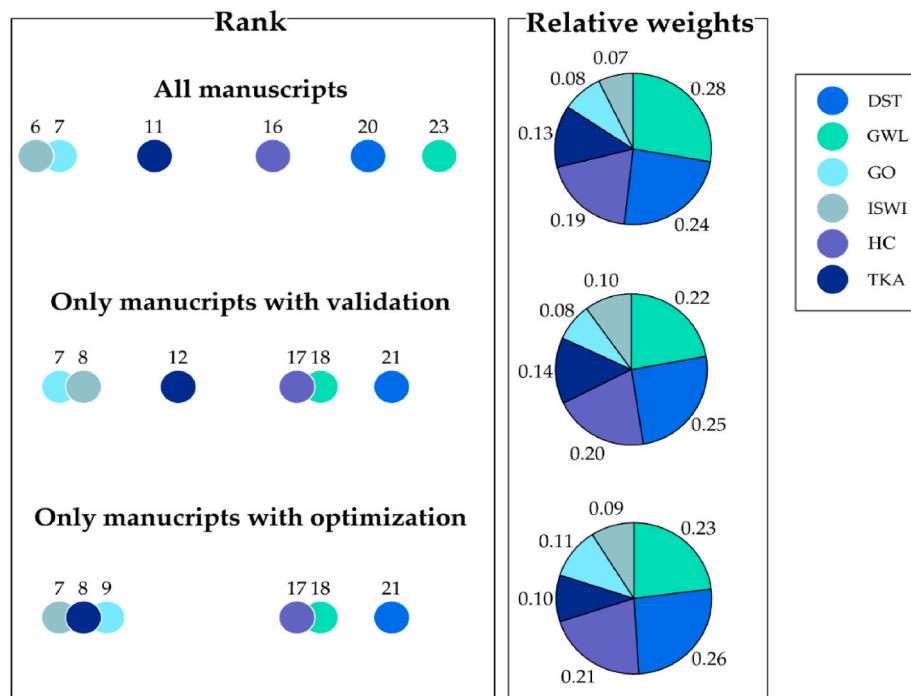 Rank
All manuscripts
6 7 11 16 20 23
Only manucripts with validation
7 8 12 17 18 21
Only manucripts with optimization
7 8 9 17 18 21
Relative weights
0.07
0.08
0.28
0.13
0.19
0.24
0.10
0.08
0.22
0.14
0.25
0.20
0.09
0.11
0.23
0.10
0.26
0.21
DST
GWL
GO
ISWI
HC
TKA